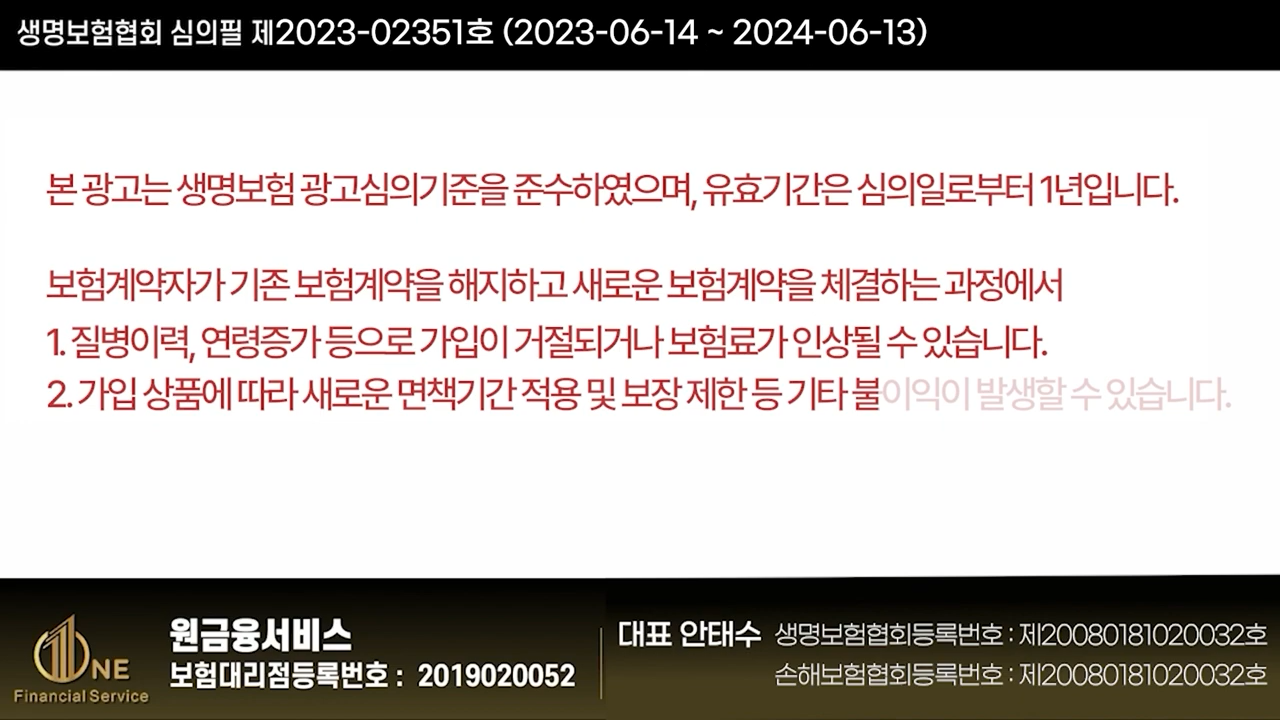 생명보험협회 심의필 제2023-02351호 (2023-06-14 ~ 2024-06-13)
본 광고는 생명보험 광고심의기준을 준수하였으며, 유효기간은 심의일로부터 1년입니다.
보험계약자가 기존 보험계약을 해지하고 새로운 보험계약을 체결하는 과정에서
1. 질병이력, 연령증가 등으로 가입이 거절되거나 보험료가 인상될 수 있습니다.
2. 가입 상품에 따라 새로운 면책기간 적용 및 보장 제한 등 기타 불이익이 발생할 수 있습니다.
ONE
Financial Service
원금융서비스
보험대리점등록번호 : 2019020052
대표 안태수 생명보험협회등록번호 : 제20080181020032호
손해보험협회등록번호 : 제20080181020032호